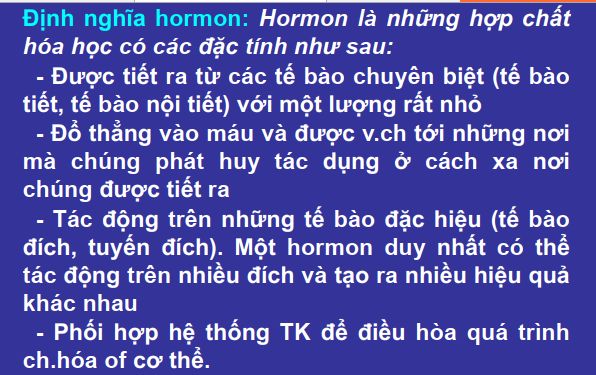 Định nghĩa hormon: Hormon là những hợp chất
hóa học có các đặc tính như sau:
- Được tiết ra từ các tế bào chuyên biệt (tế bào
tiết, tế bào nội tiết) với một lượng rất nhỏ
- Đổ thẳng vào máu và được v.ch tới những nơi
mà chúng phát huy tác dụng ở cách xa nơi
chúng được tiết ra
- Tác động trên những tế bào đặc hiệu (tế bào
đích, tuyến đích). Một hormon duy nhất có thể
tác động trên nhiều đích và tạo ra nhiều hiệu quả
khác nhau
- Phối hợp hệ thống TK để điều hòa quá trình
ch.hóa of cơ thể.